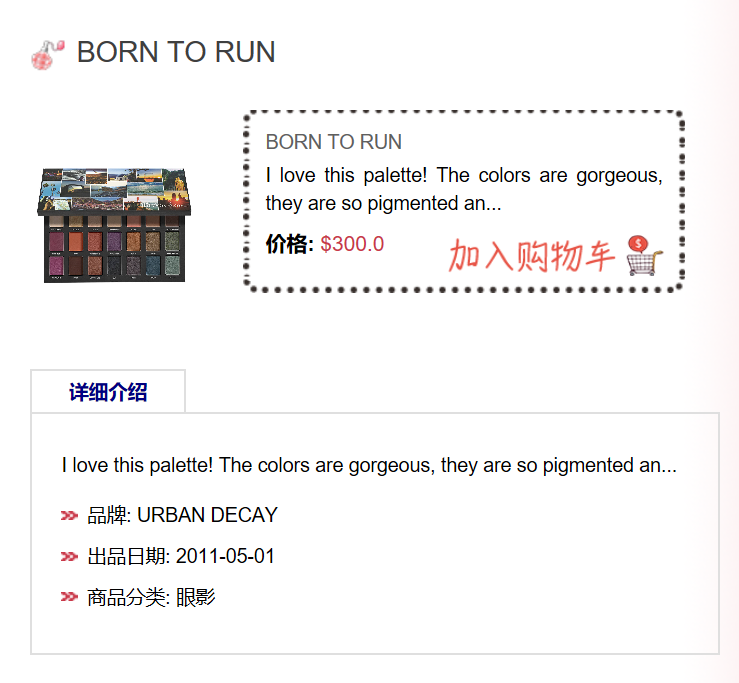 BORN TO RUN
BORN TO RUN
I love this palette! The colors are gorgeous,
they are so pigmented an...
价格: $300.0
加入购物车
详细介绍
I love this palette! The colors are gorgeous, they are so pigmented an...
品牌: URBAN DECAY
出品日期: 2011-05-01
商品分类: 眼影